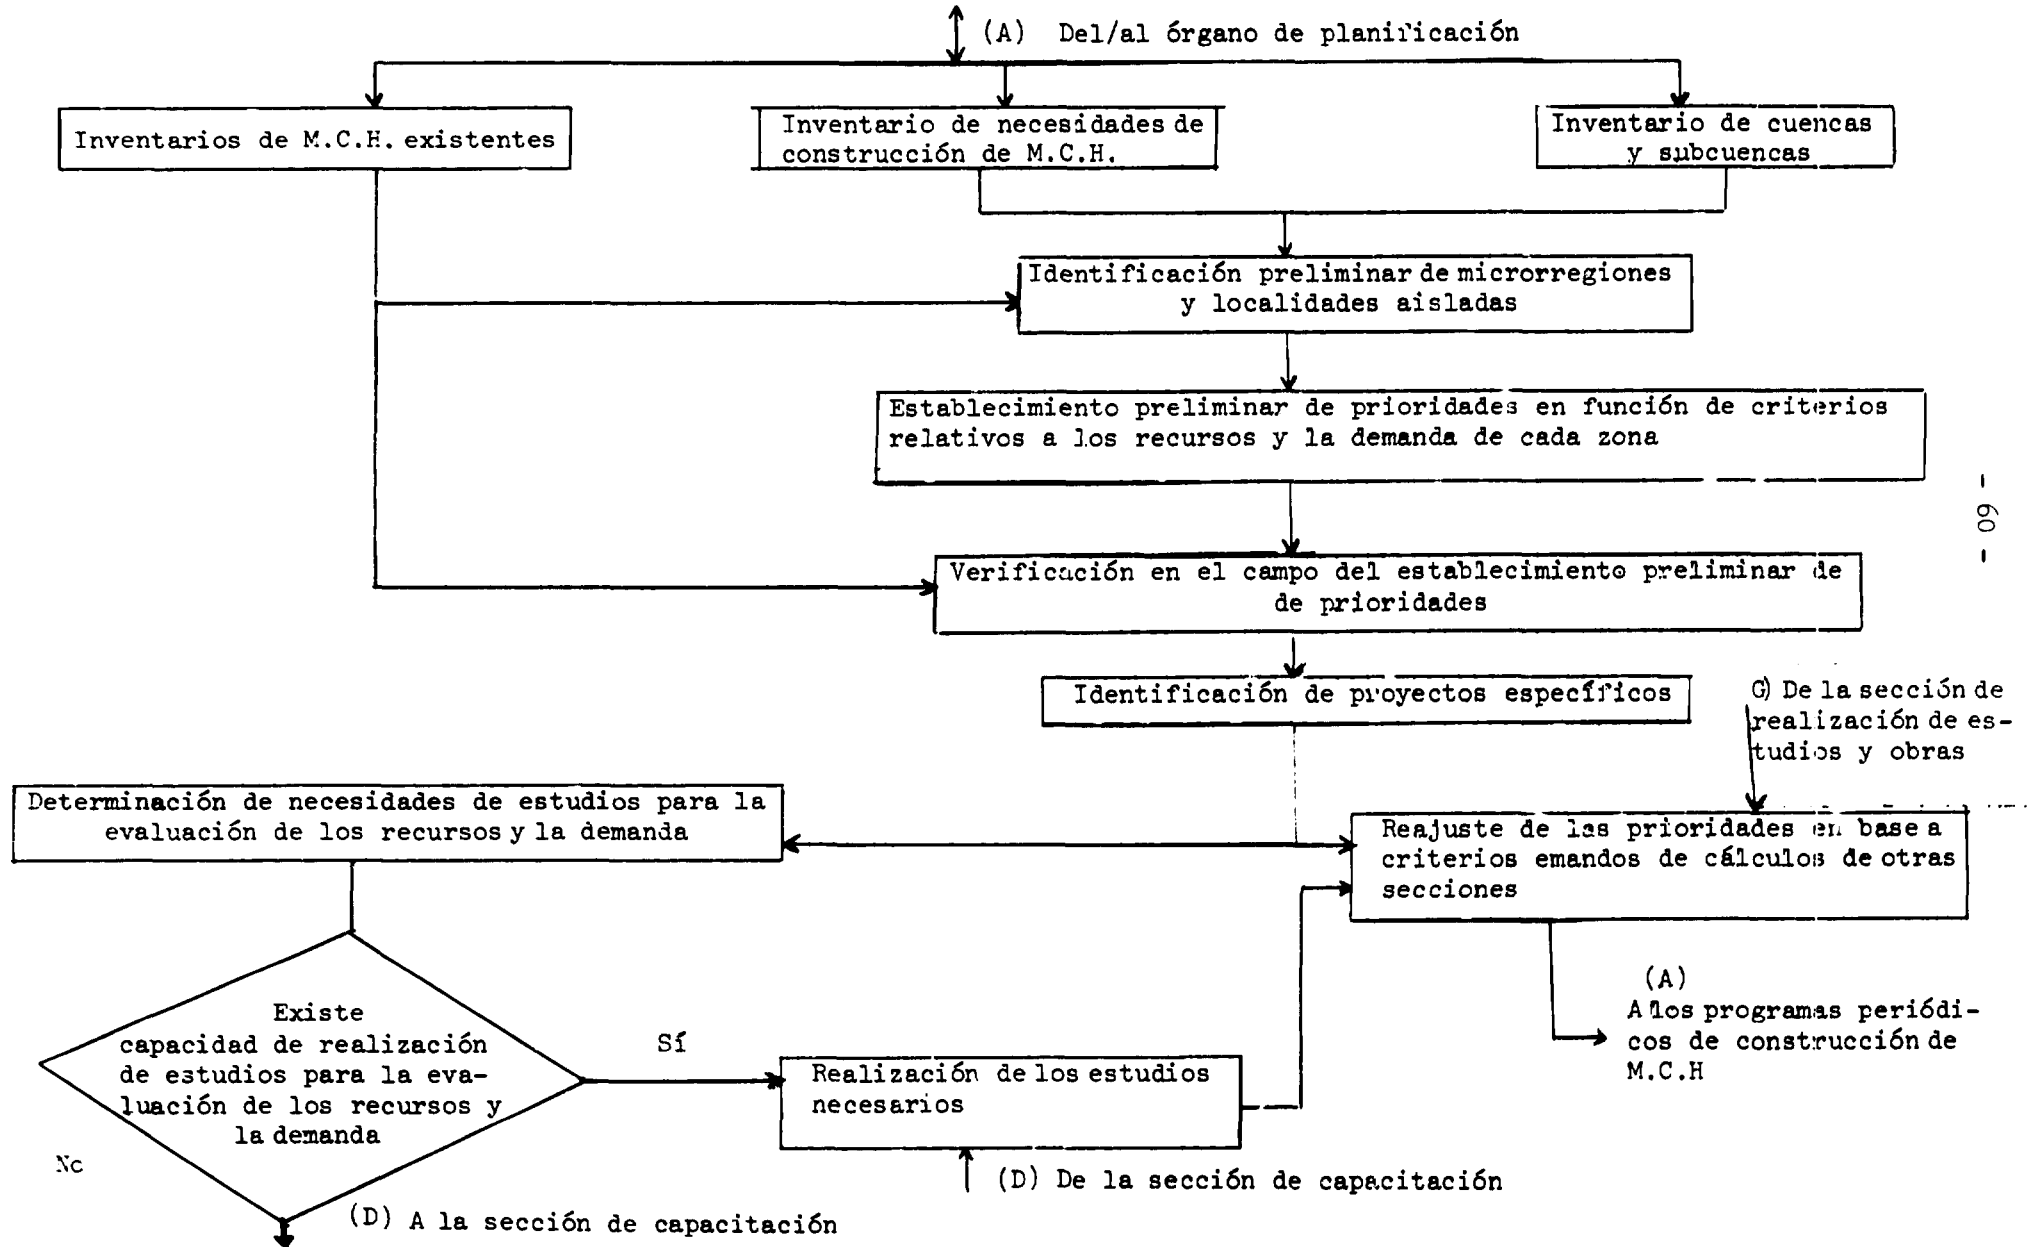 (A) Del/al órgano de planificación
Inventarios de M.C.H. existentes
Inventario de necesidades de
construcción de M.C.H.
Inventario de cuencas
y subcuencas
Identificación preliminar de microrregiones
y localidades aisladas
Establecimiento preliminar de prioridades en función de criterios
relativos a los recursos y la demanda de cada zona
- 60 -
Verificación en el campo del establecimiento preliminar de
de prioridades
Identificación de proyectos específicos
G) De la sección de
realización de es-
tudios y obras
Determinación de necesidades de estudios para la
evaluación de los recursos y la demanda
Reajuste de las prioridades en base a
criterios emandos de cálculos de otras
secciones
(A)
A los programas periódi-
cos de construcción de
M.C.H
Existe
capacidad de realización
de estudios para la eva-
luación de los recursos y
la demanda
Sí
No
Realización de los estudios
necesarios
(D) De la sección de capacitación
(D) A la sección de capacitación